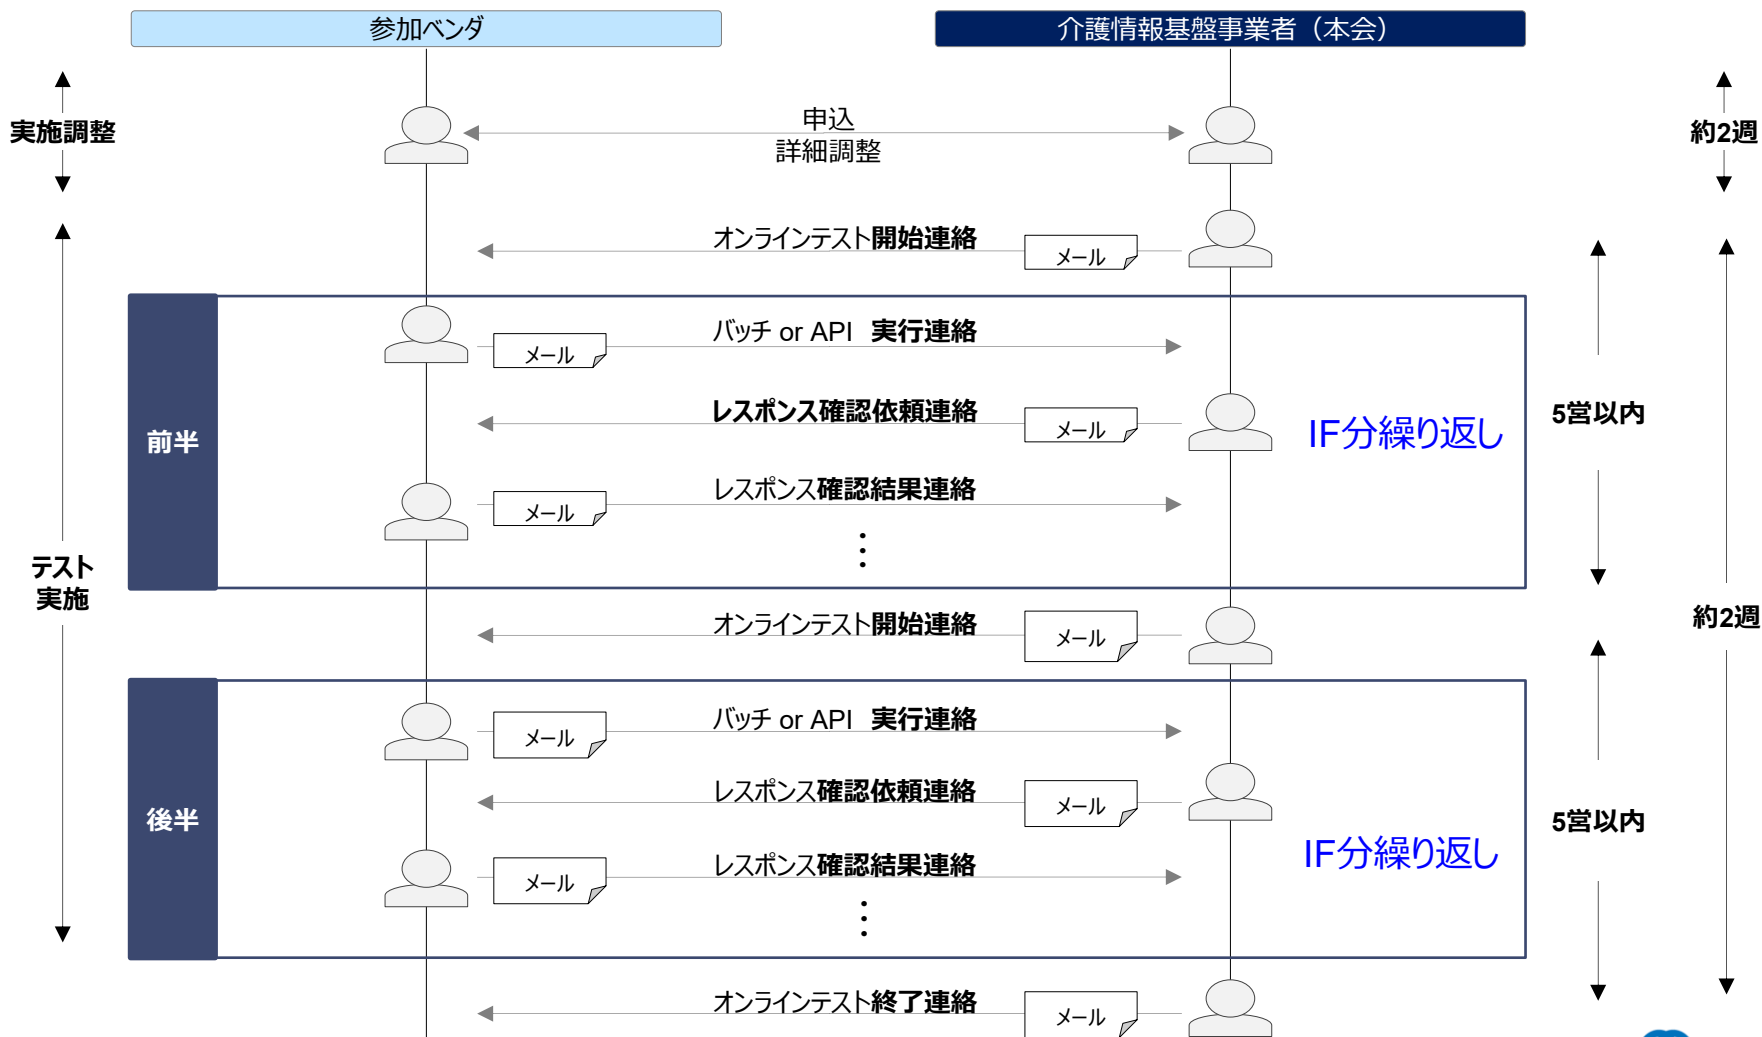 参加ベンダ
介護情報基盤事業者（本会）
実施調整
申込
詳細調整
約2週
オンラインテスト開始連絡
メール
バッチ or API 実行連絡
メール
レスポンス確認依頼連絡
メール
前半
IF分繰り返し
5営以内
レスポンス確認結果連絡
メール
テスト
実施
オンラインテスト開始連絡
メール
約2週
バッチ or API 実行連絡
メール
レスポンス確認依頼連絡
メール
後半
IF分繰り返し
5営以内
レスポンス確認結果連絡
メール
オンラインテスト終了連絡
メール